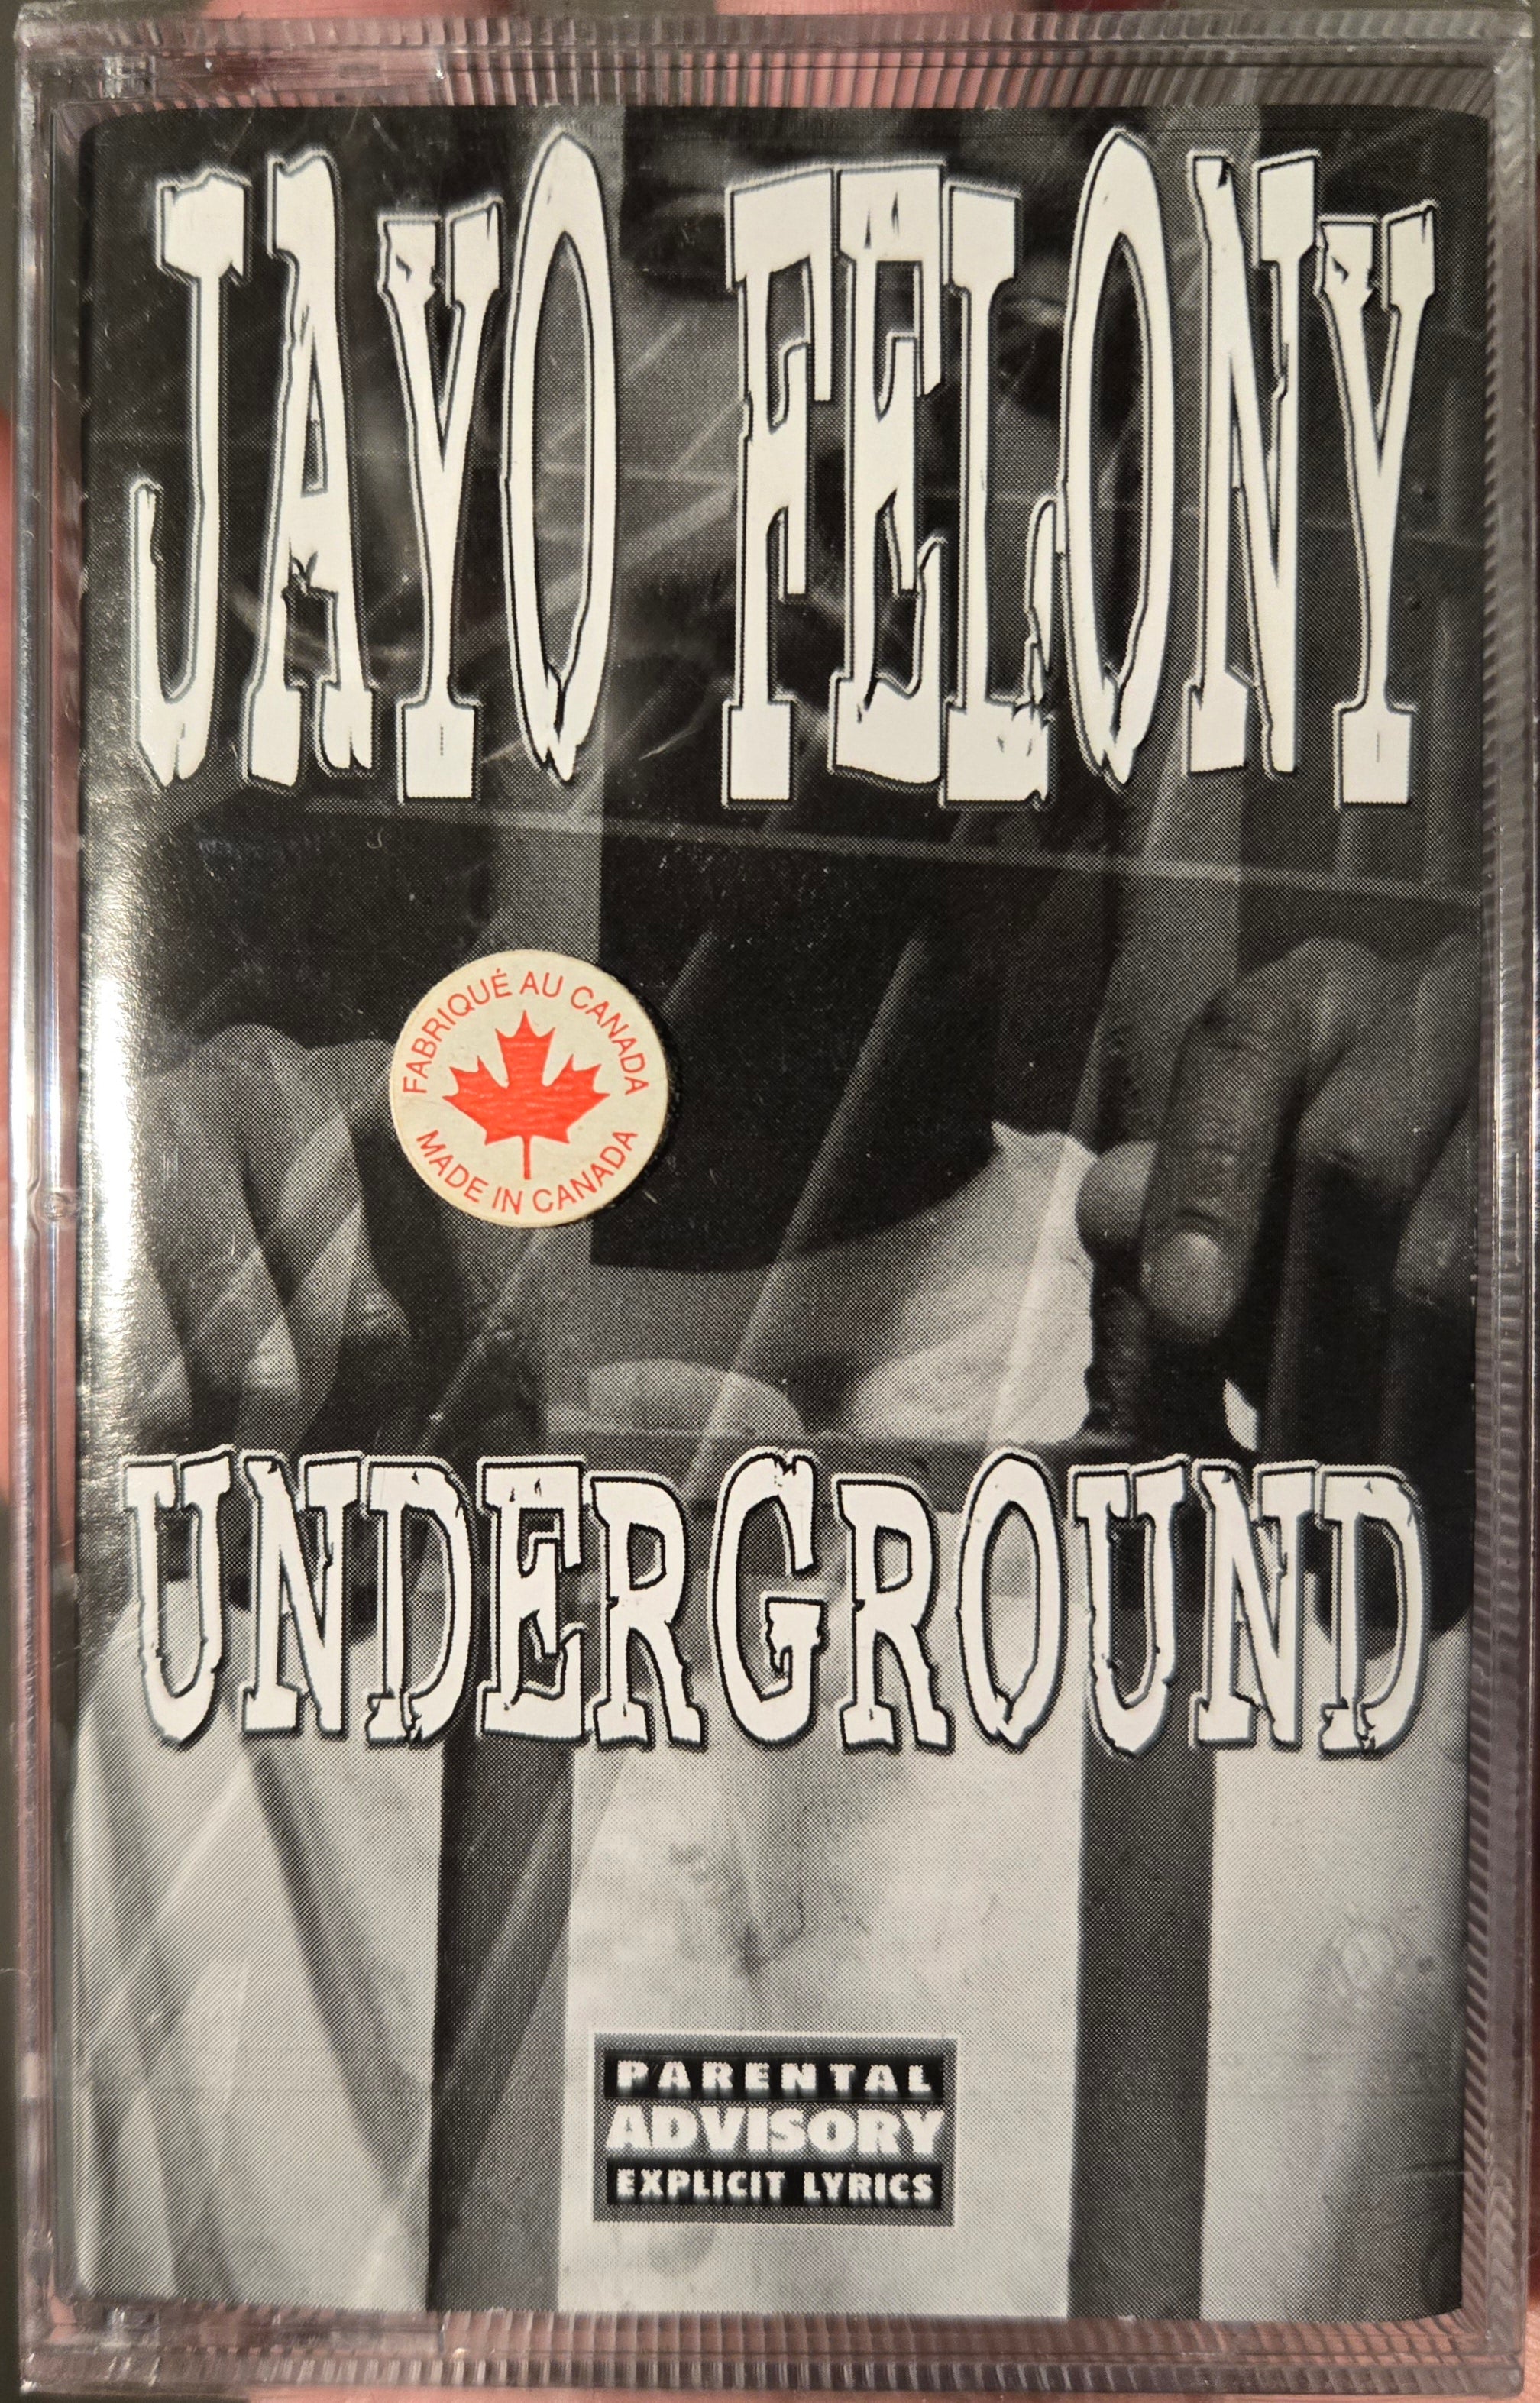 JAYO FELONY
FABRIQUÉ AU CANADA
MADE IN CANADA
UNDERGROUND
PARENTAL
ADVISORY
EXPLICIT LYRICS